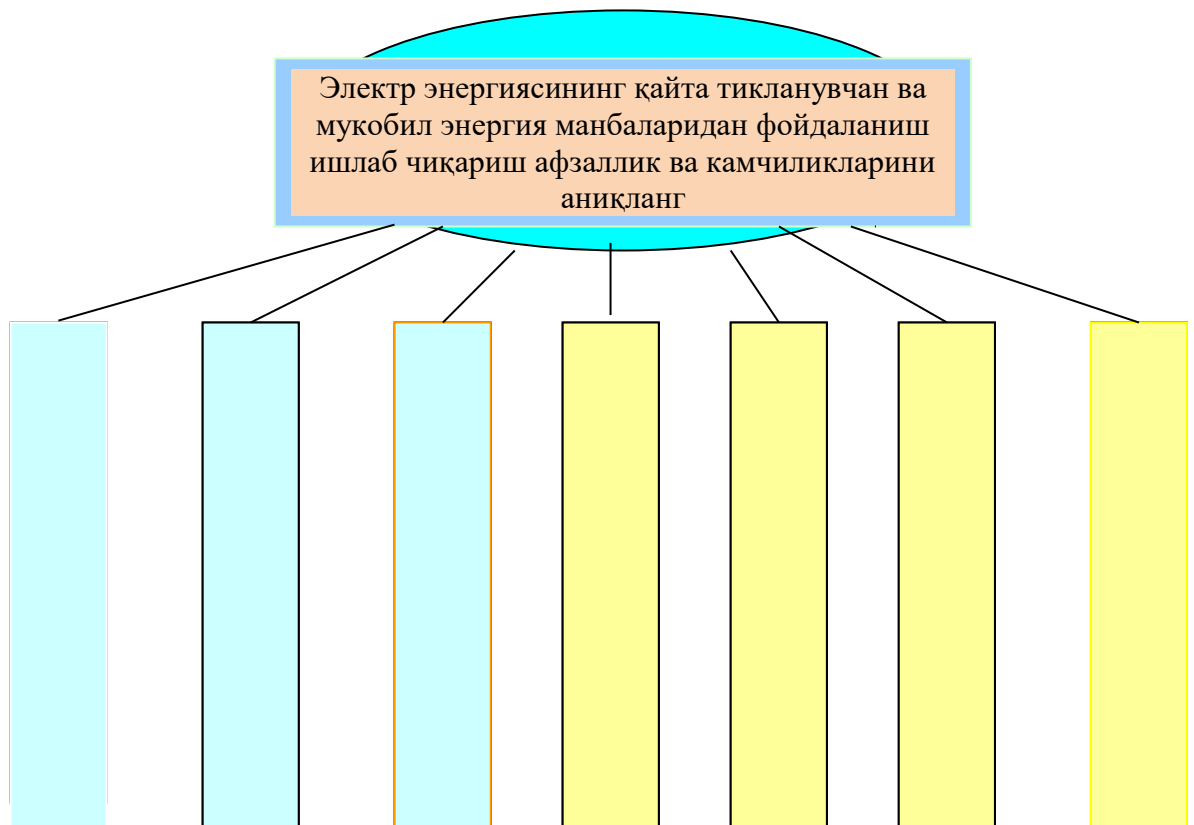 Электр энергиясининг қайта тикланувчан ва
мукобил энергия манбаларидан фойдаланиш
ишлаб чиқариш афзаллик ва камчиликларини
аниқланг